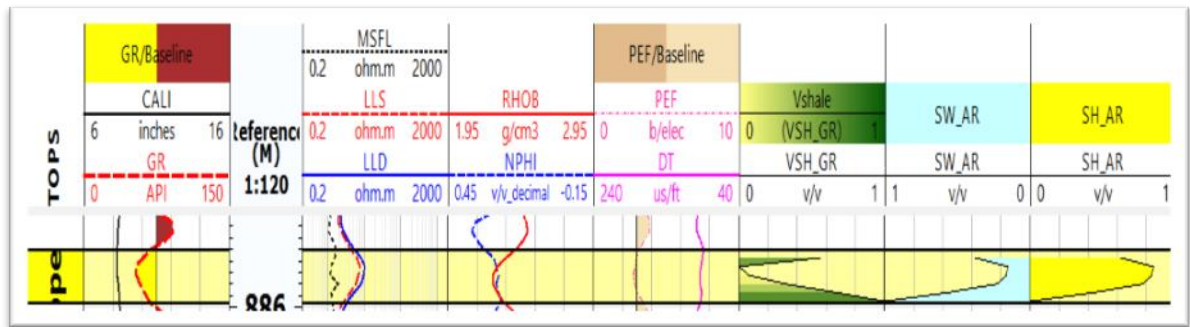 TOPS
GR/Baseline
CALI
6 inches 16
GR
0 API 150
Reference
(M)
1:120
MSFL
0.2 ohm.m 2000
LLS
0.2 ohm.m 2000
LLD
0.2 ohm.m 2000
RHOB
1.95 g/cm3 2.95
NPHI
0.45 v/v_decimal -0.15
PEF/Baseline
PEF
0 b/elec 10
DT
240 us/ft 40
Vshale
0 (VSH_GR) 1
VSH_GR
0 v/v 1
SW_AR
SW_AR
1 v/v 0
SH_AR
SH_AR
0 v/v 1
ope
886